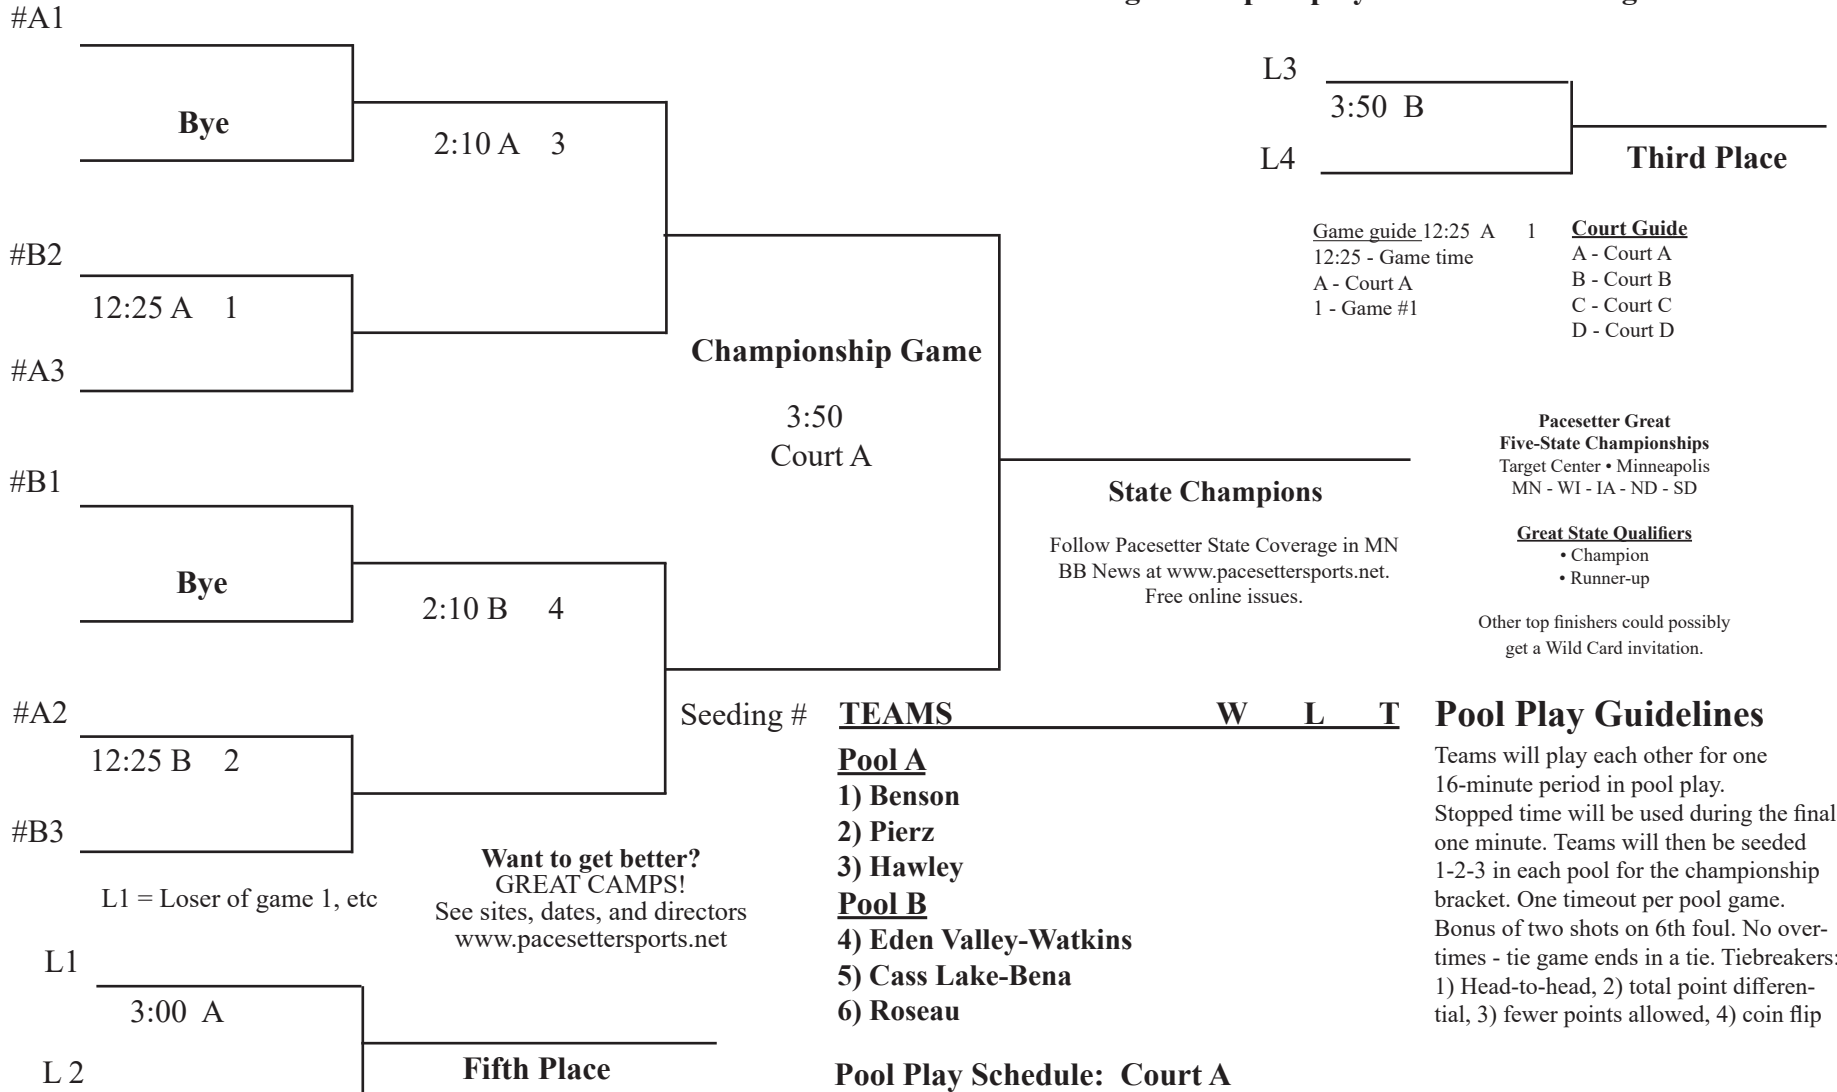 #A1
Bye
2:10 A 3
#B2
12:25 A 1
#A3
Championship Game
3:50
Court A
#B1
Bye
2:10 B 4
#A2
12:25 B 2
#B3
L1 = Loser of game 1, etc
L1
3:00 A
L 2
Fifth Place
Want to get better?
GREAT CAMPS!
See sites, dates, and directors
www.pacesettersports.net
State Champions
Follow Pacesetter State Coverage in MN
BB News at www.pacesettersports.net.
Free online issues.
L3
3:50 B
L4
Third Place
Game guide 12:25 A 1
12:25 - Game time
A - Court A
1 - Game #1
Court Guide
A - Court A
B - Court B
C - Court C
D - Court D
Pacesetter Great
Five-State Championships
Target Center • Minneapolis
MN - WI - IA - ND - SD
Great State Qualifiers
• Champion
• Runner-up
Other top finishers could possibly
get a Wild Card invitation.
Seeding # TEAMS W L T
Pool A
1) Benson
2) Pierz
3) Hawley
Pool B
4) Eden Valley-Watkins
5) Cass Lake-Bena
6) Roseau
Pool Play Schedule: Court A
Pool Play Guidelines
Teams will play each other for one
16-minute period in pool play.
Stopped time will be used during the final
one minute. Teams will then be seeded
1-2-3 in each pool for the championship
bracket. One timeout per pool game.
Bonus of two shots on 6th foul. No over-
times - tie game ends in a tie. Tiebreakers:
1) Head-to-head, 2) total point differen-
tial, 3) fewer points allowed, 4) coin flip